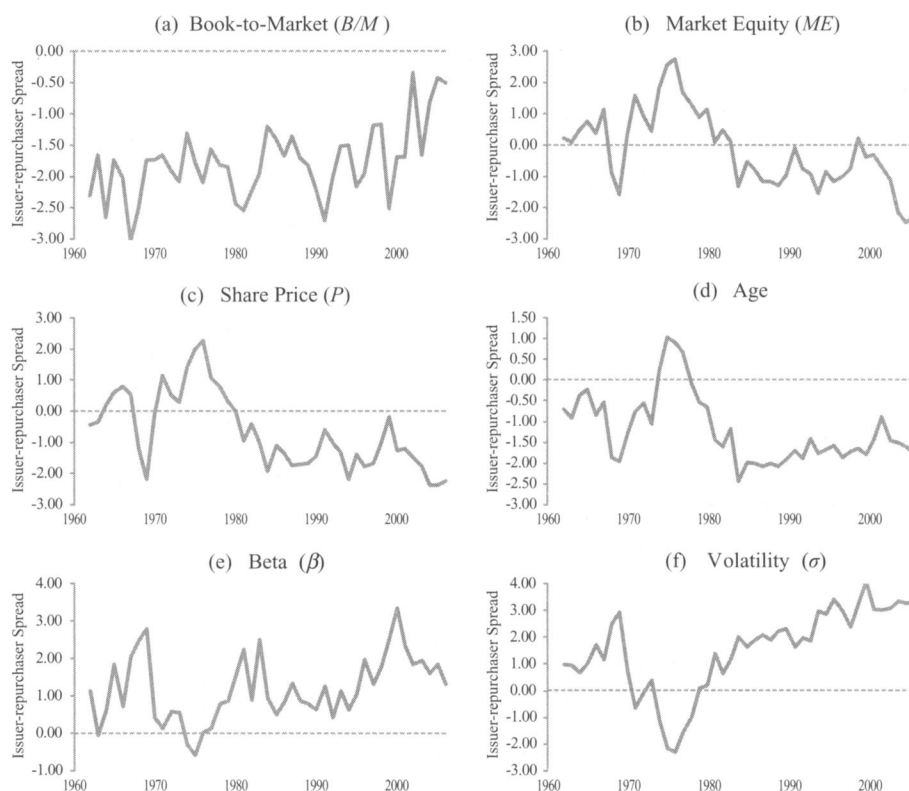 (a) Book-to-Market (B/M )
Issuer-repurchaser Spread
0.00
-0.50
-1.00
-1.50
-2.00
-2.50
-3.00
1960 1970 1980 1990 2000
(b) Market Equity (ME)
Issuer-repurchaser Spread
3.00
2.00
1.00
0.00
-1.00
-2.00
-3.00
1960 1970 1980 1990 2000
(c) Share Price (P)
Issuer-repurchaser Spread
3.00
2.00
1.00
0.00
-1.00
-2.00
-3.00
1960 1970 1980 1990 2000
(d) Age
Issuer-repurchaser Spread
1.50
1.00
0.50
0.00
-0.50
-1.00
-1.50
-2.00
-2.50
-3.00
1960 1970 1980 1990 2000
(e) Beta (β)
Issuer-repurchaser Spread
4.00
3.00
2.00
1.00
0.00
-1.00
1960 1970 1980 1990 2000
(f) Volatility (σ)
Issuer-repurchaser Spread
4.00
3.00
2.00
1.00
0.00
-1.00
-2.00
-3.00
1960 1970 1980 1990 2000